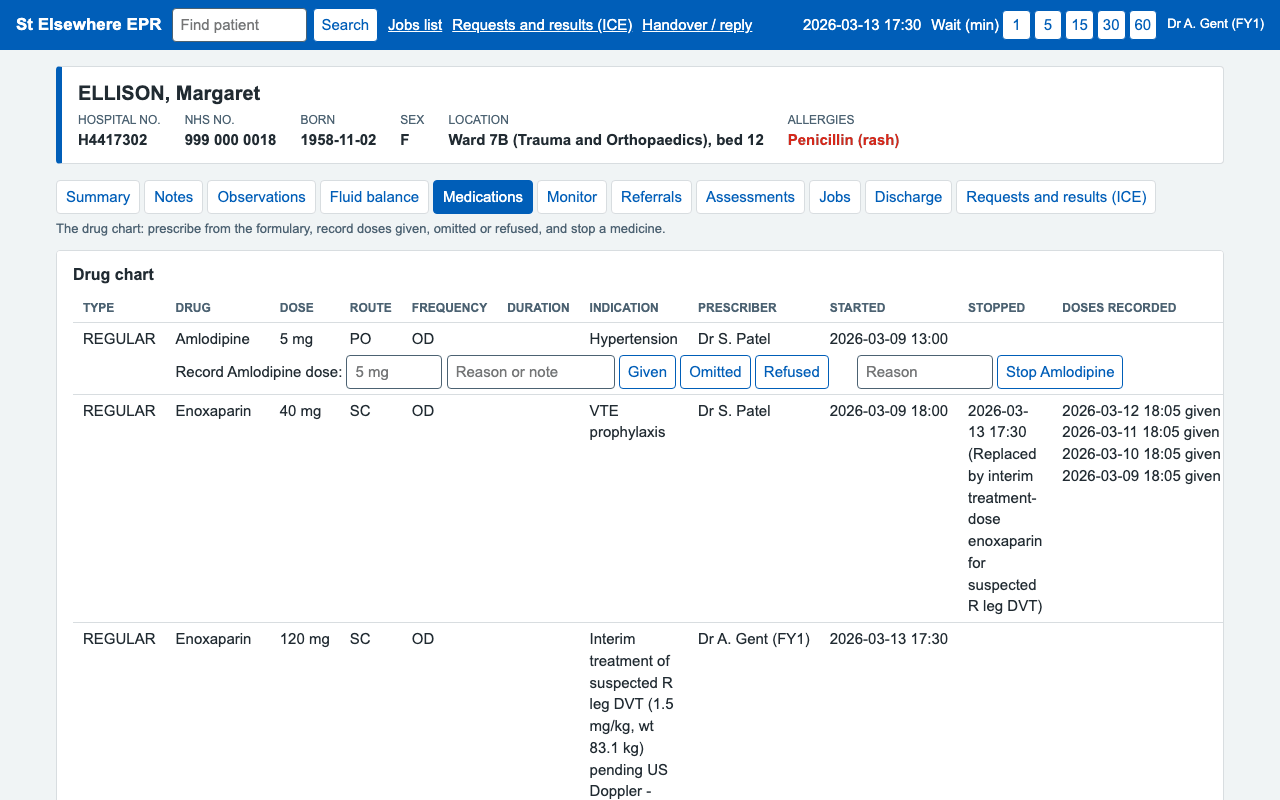 St Elsewhere EPR Find patient Search Jobs list Requests and results (ICE) Handover / reply 2026-03-13 17:30 Wait (min) 1 5 15 30 60 Dr A. Gent (FY1)
ELLISON, Margaret
HOSPITAL NO. NHS NO. BORN SEX LOCATION ALLERGIES
H4417302 999 000 0018 1958-11-02 F Ward 7B (Trauma and Orthopaedics), bed 12 Penicillin (rash)
Summary Notes Observations Fluid balance Medications Monitor Referrals Assessments Jobs Discharge Requests and results (ICE)
The drug chart: prescribe from the formulary, record doses given, omitted or refused, and stop a medicine.
Drug chart
TYPE DRUG DOSE ROUTE FREQUENCY DURATION INDICATION PRESCRIBER STARTED STOPPED DOSES RECORDED
REGULAR Amlodipine 5 mg PO OD Hypertension Dr S. Patel 2026-03-09 13:00
Record Amlodipine dose: 5 mg Reason or note Given Omitted Refused Reason Stop Amlodipine
REGULAR Enoxaparin 40 mg SC OD VTE Dr S. Patel 2026-03-09 18:00 2026-03- 2026-03-12 18:05 given
prophylaxis 13 17:30 2026-03-11 18:05 given
(Replaced 2026-03-10 18:05 given
by interim 2026-03-09 18:05 given
treatment-
dose
enoxaparin
for
suspected
R leg DVT)
REGULAR Enoxaparin 120 mg SC OD Interim Dr A. Gent (FY1) 2026-03-13 17:30
treatment of
suspected R
leg DVT (1.5
mg/kg, wt
83.1 kg)
pending US
Doppler -